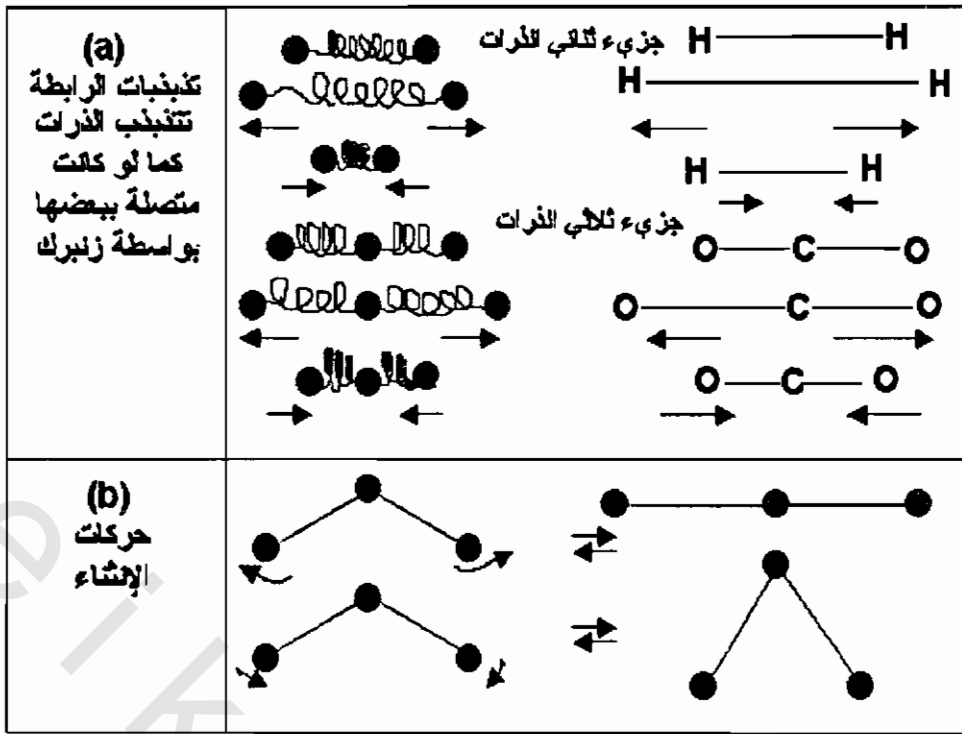 (a)
تذبذبات الرابطة
تتذبذب الذرات
كما لو كانت
متصلة ببعضها
بواسطة زنبرك
جزيء ثنائي الذرات
H H
H H
H H
جزيء ثلاثي الذرات
O C O
O C O
O C O
(b)
حركات
الإنثناء
e i k